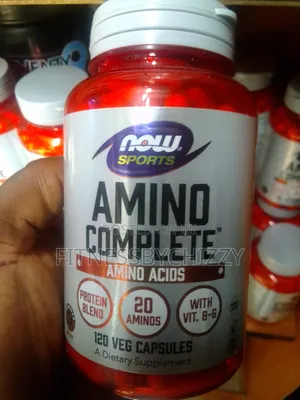 now
SPORTS
AMINO
COMPLETE™
FITNESSBYCHIZZY
AMINO ACIDS
PROTEIN
BLEND
20
AMINOS
WITH
VIT. B-6
120 VEG CAPSULES
A Dietary Supplement